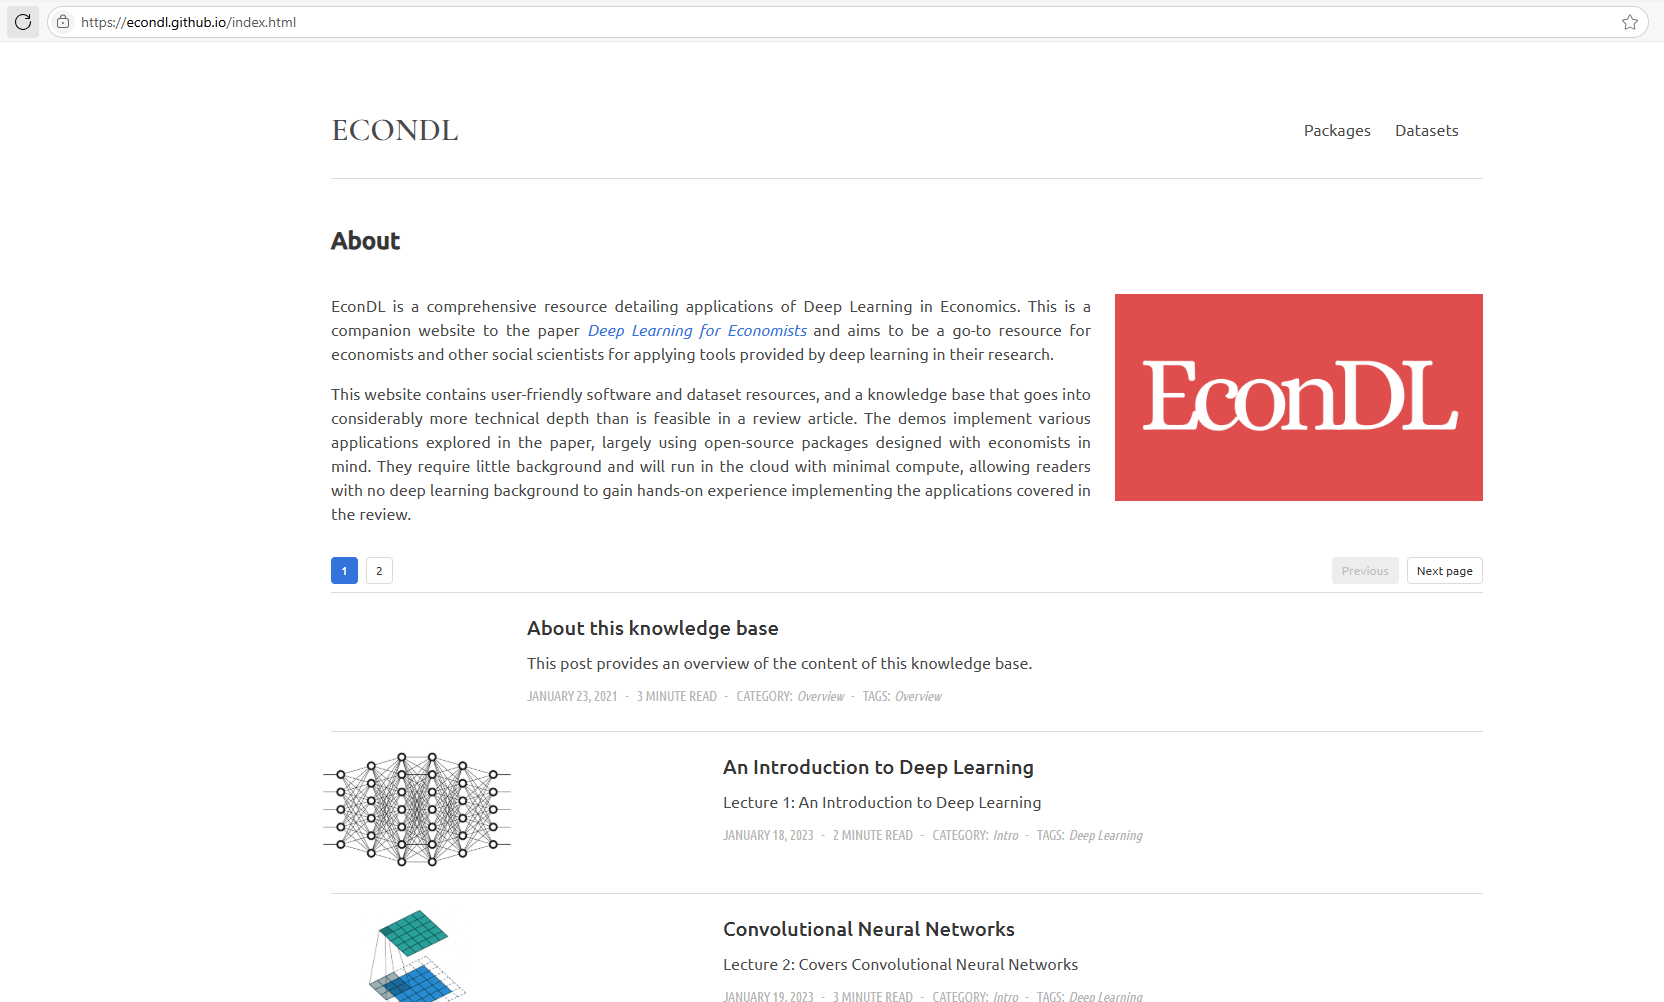 https://econdl.github.io/index.html
ECONDL
Packages Datasets
About
EconDL is a comprehensive resource detailing applications of Deep Learning in Economics. This is a
companion website to the paper Deep Learning for Economists and aims to be a go-to resource for
economists and other social scientists for applying tools provided by deep learning in their research.
This website contains user-friendly software and dataset resources, and a knowledge base that goes into
considerably more technical depth than is feasible in a review article. The demos implement various
applications explored in the paper, largely using open-source packages designed with economists in
mind. They require little background and will run in the cloud with minimal compute, allowing readers
with no deep learning background to gain hands-on experience implementing the applications covered in
the review.
EconDL
1 2 Previous Next page
About this knowledge base
This post provides an overview of the content of this knowledge base.
JANUARY 23, 2021 - 3 MINUTE READ - CATEGORY: Overview - TAGS: Overview
An Introduction to Deep Learning
Lecture 1: An Introduction to Deep Learning
JANUARY 18, 2023 - 2 MINUTE READ - CATEGORY: Intro - TAGS: Deep Learning
Convolutional Neural Networks
Lecture 2: Covers Convolutional Neural Networks
JANUARY 19, 2023 - 3 MINUTE READ - CATEGORY: Intro - TAGS: Deep Learning